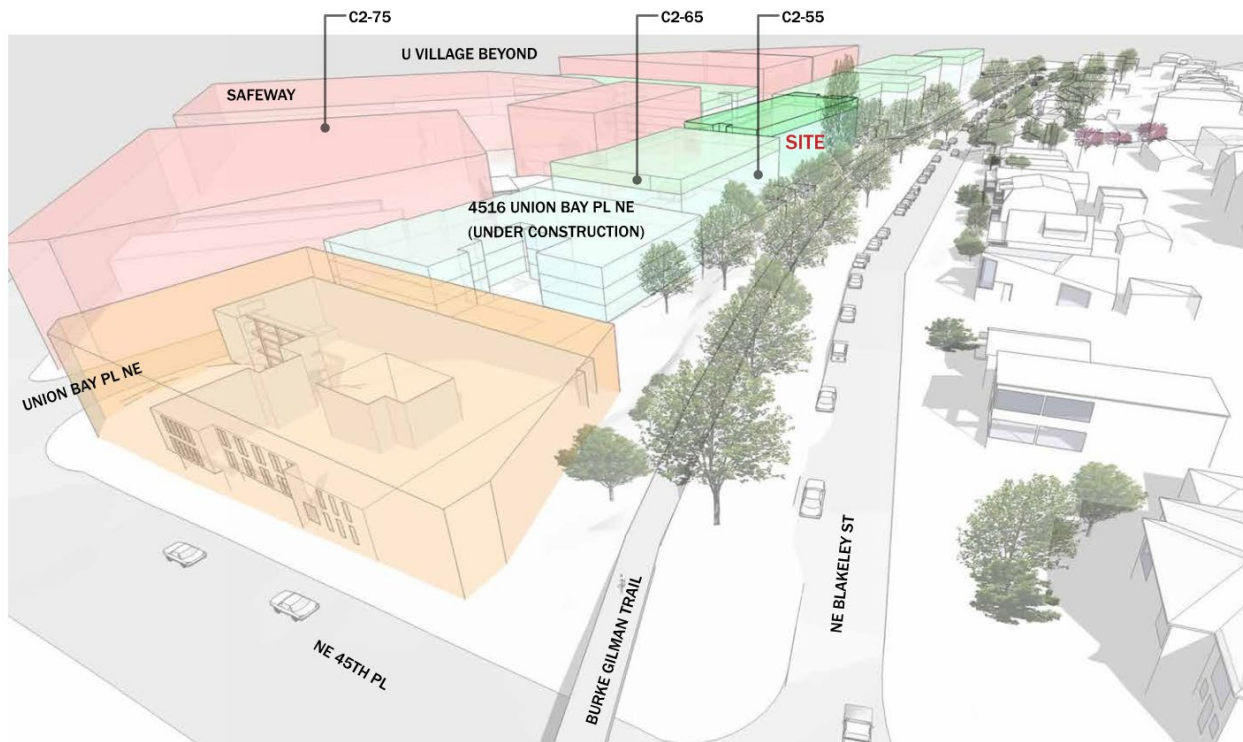 C2-75
C2-65
C2-55
U VILLAGE BEYOND
SAFEWAY
SITE
4516 UNION BAY PL NE
(UNDER CONSTRUCTION)
UNION BAY PL NE
NE 45TH PL
BURKE GILMAN TRAIL
NE BLAKELEY ST